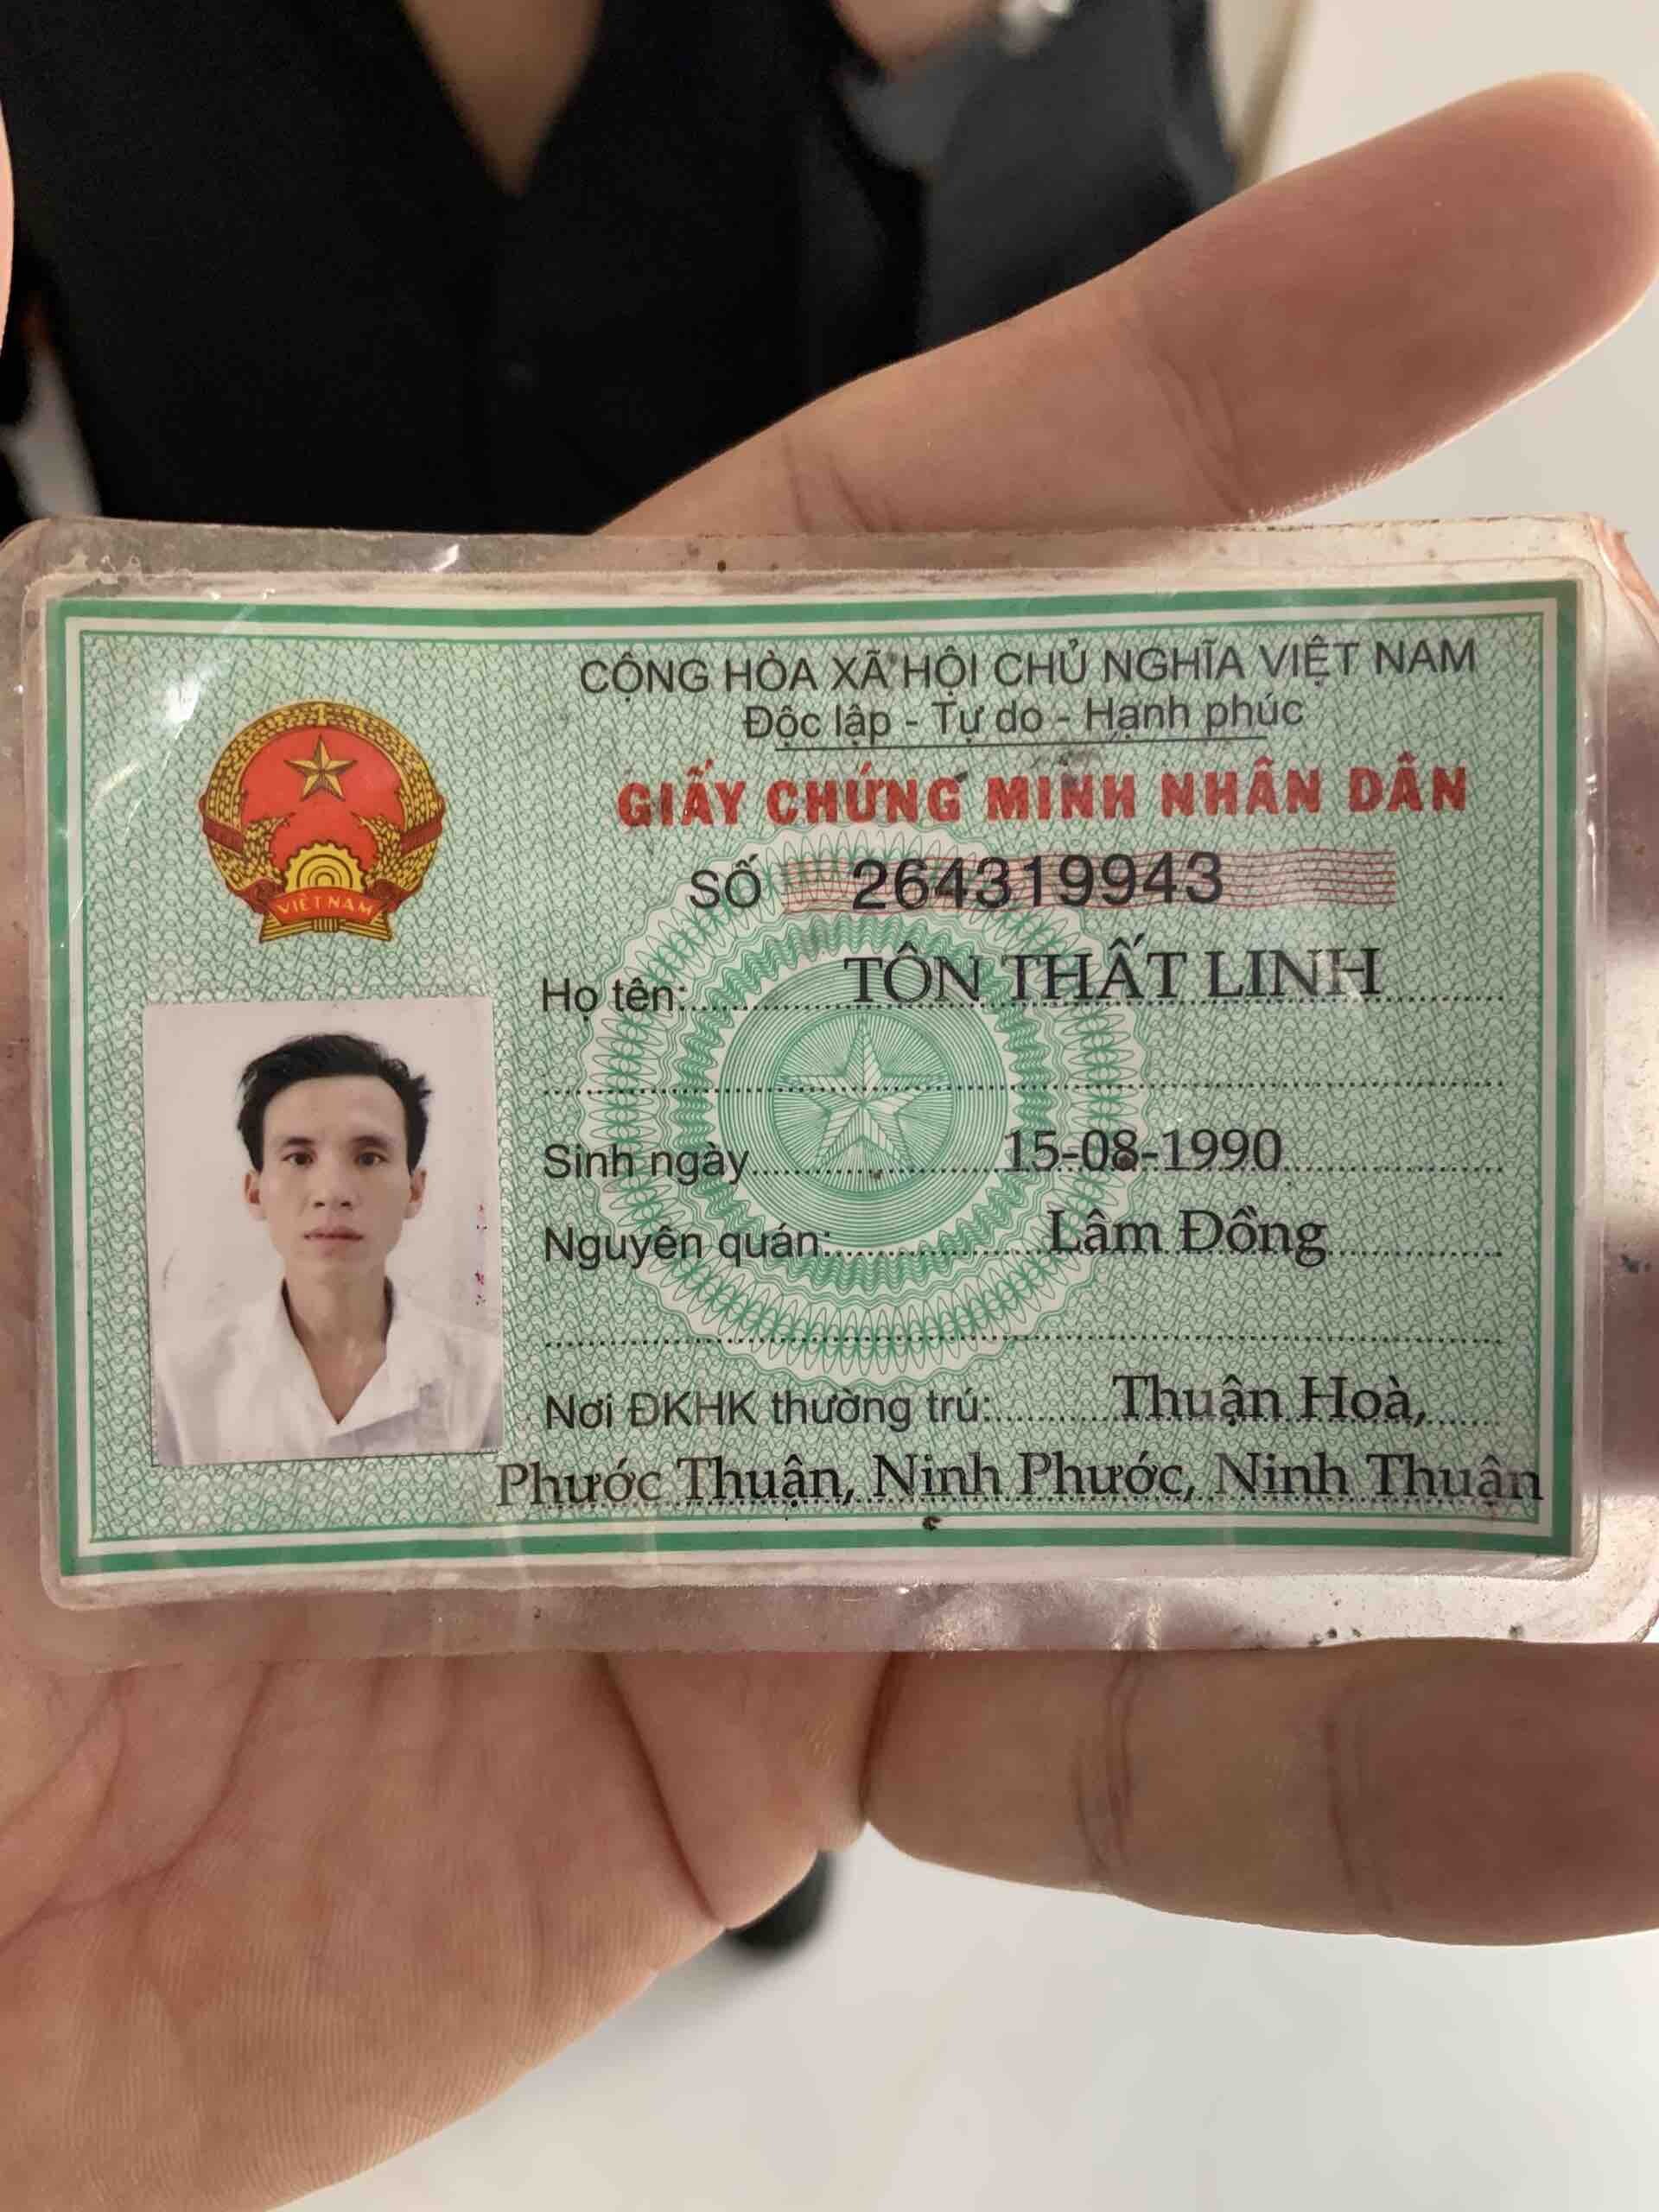 CỘNG HÒA XÃ HỘI CHỦ NGHĨA VIỆT NAM
Độc lập - Tự do - Hạnh phúc
GIẤY CHỨNG MINH NHÂN DÂN
SỐ 264319943
VIỆT NAM
Họ tên: TÔN THẤT LINH
Sinh ngày 15-08-1990
Nguyên quán: Lâm Đồng
Nơi ĐKHK thường trú: Thuận Hoà,
Phước Thuận, Ninh Phước, Ninh Thuận